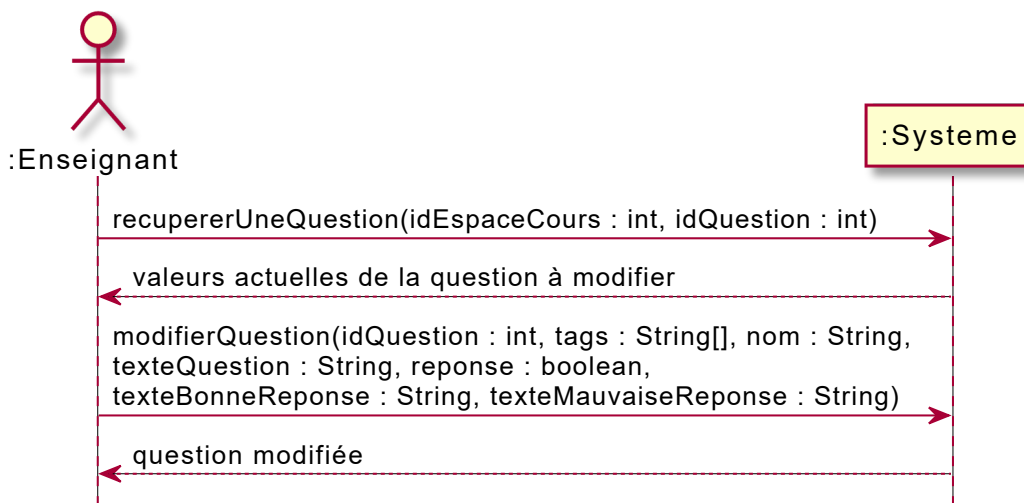 :Enseignant
:Systeme
recupererUneQuestion(idEspaceCours : int, idQuestion : int)
valeurs actuelles de la question à modifier
modifierQuestion(idQuestion : int, tags : String[], nom : String,
texteQuestion : String, reponse : boolean,
texteBonneReponse : String, texteMauvaiseReponse : String)
question modifiée